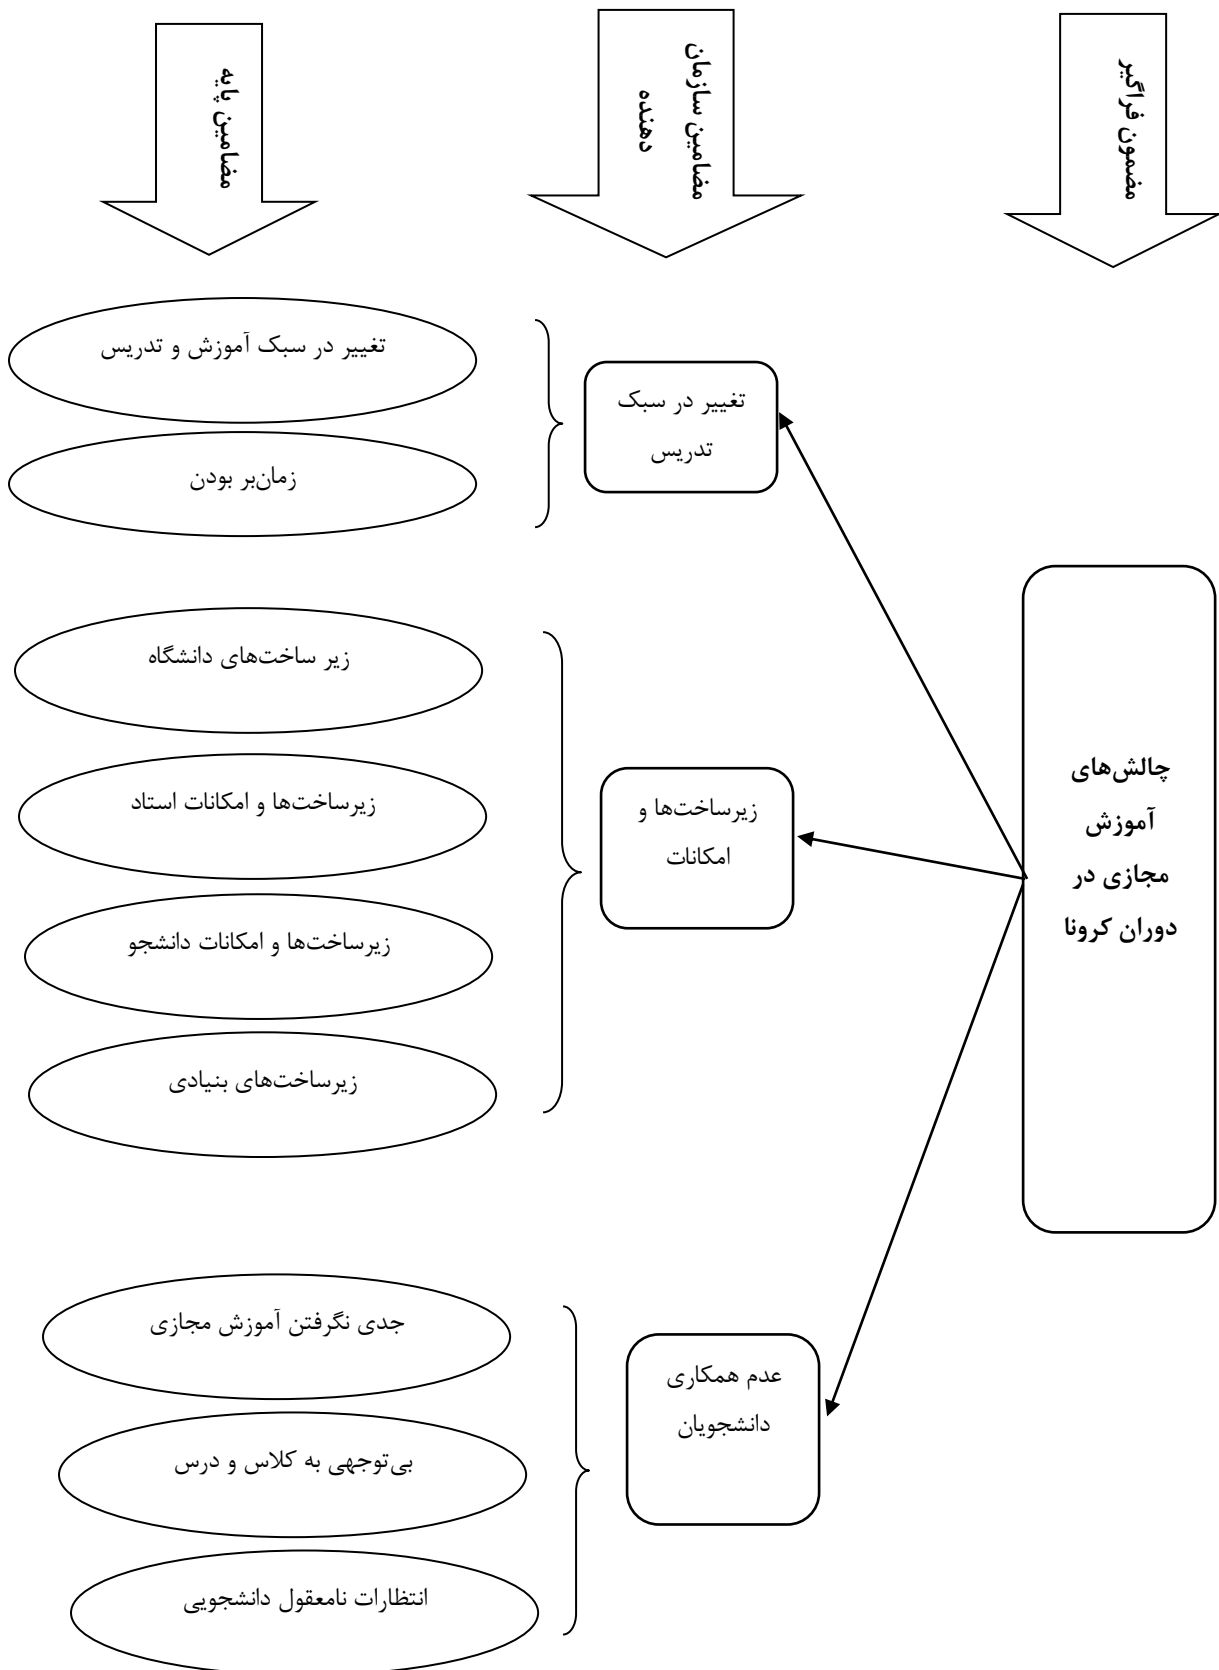 مضمون فراگیر
مضامین سازمان
دهنده
مضامین پایه
چالش‌های
آموزش
مجازی در
دوران کرونا
تغییر در سبک
تدریس
تغییر در سبک آموزش و تدریس
زمان‌بر بودن
زیرساخت‌ها و
امکانات
زیر ساخت‌های دانشگاه
زیرساخت‌ها و امکانات استاد
زیرساخت‌ها و امکانات دانشجو
زیرساخت‌های بنیادی
عدم همکاری
دانشجویان
جدی نگرفتن آموزش مجازی
بی‌توجهی به کلاس و درس
انتظارات نامعقول دانشجویی